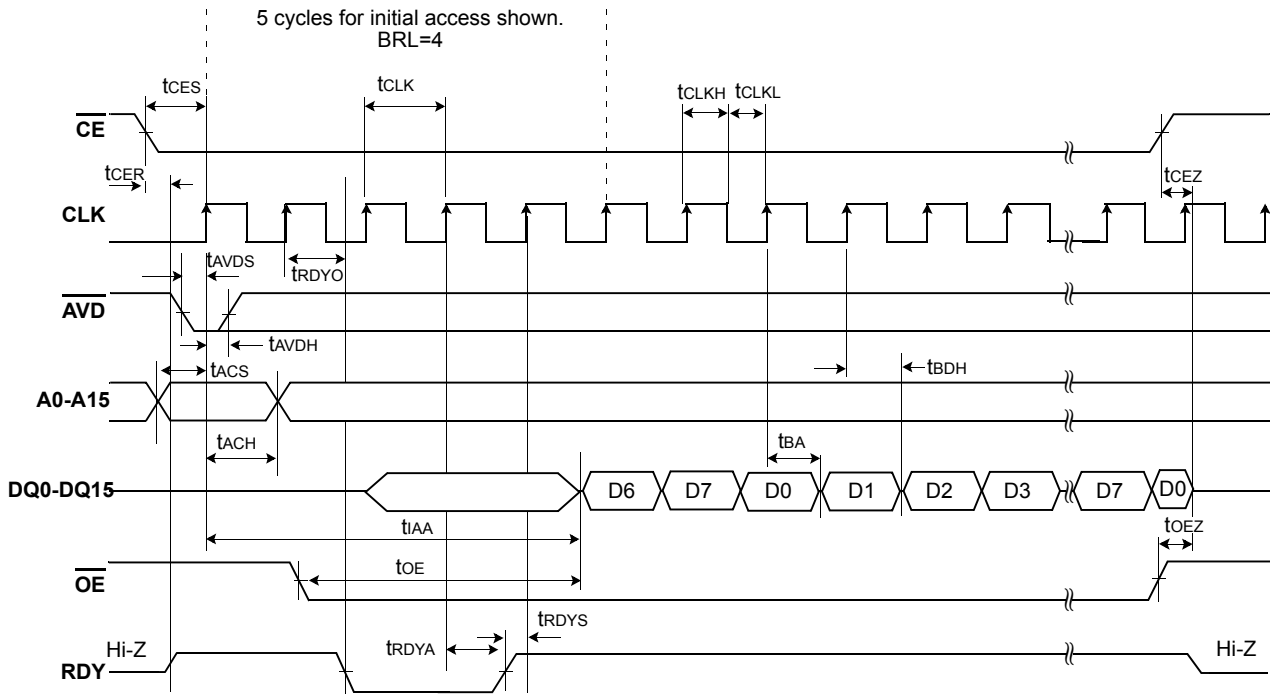 5 cycles for initial access shown.
BRL=4
tCES
tCLK
tCLKH
tCLKL
CE
tCER
tCEZ
CLK
tAVDS
tRDYO
AVD
tAVDH
tACS
tBDH
A0-A15
tACH
tBA
DQ0-DQ15
D6
D7
D0
D1
D2
D3
D7
D0
tIAA
tOEZ
tOE
OE
tRDYS
Hi-Z
tRDYA
Hi-Z
RDY